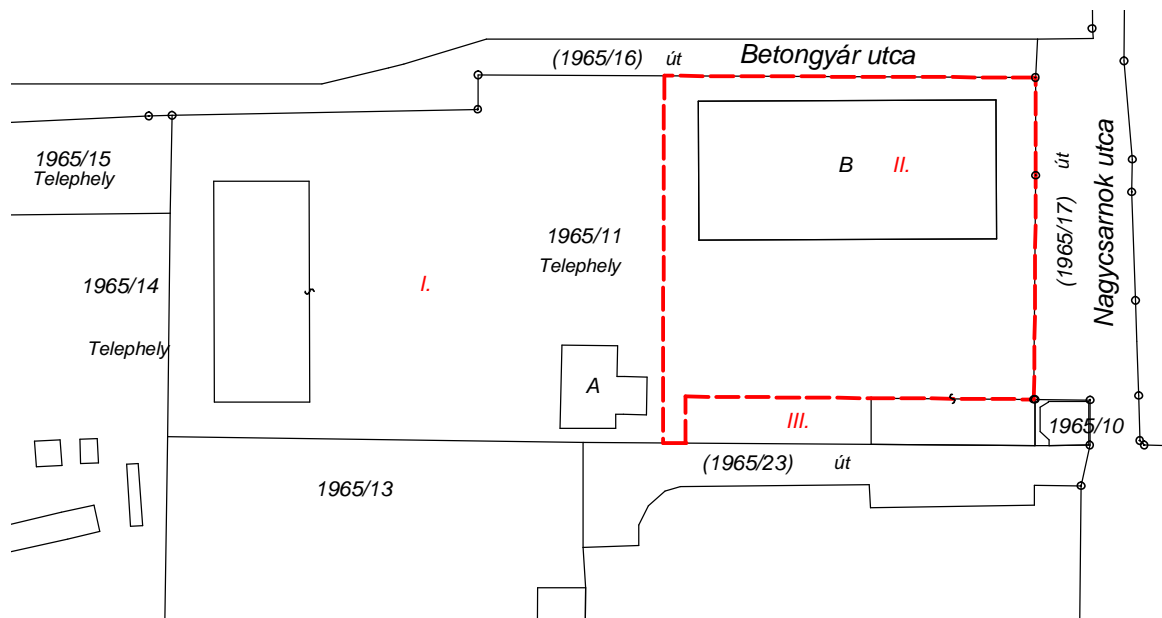 (1965/16) út Betongyár utca
1965/15
Telephely
B II.
(1965/17) út
Nagycsarnok utca
1965/11
Telephely
1965/14
I.
Telephely
A
III.
1965/10
(1965/23) út
1965/13